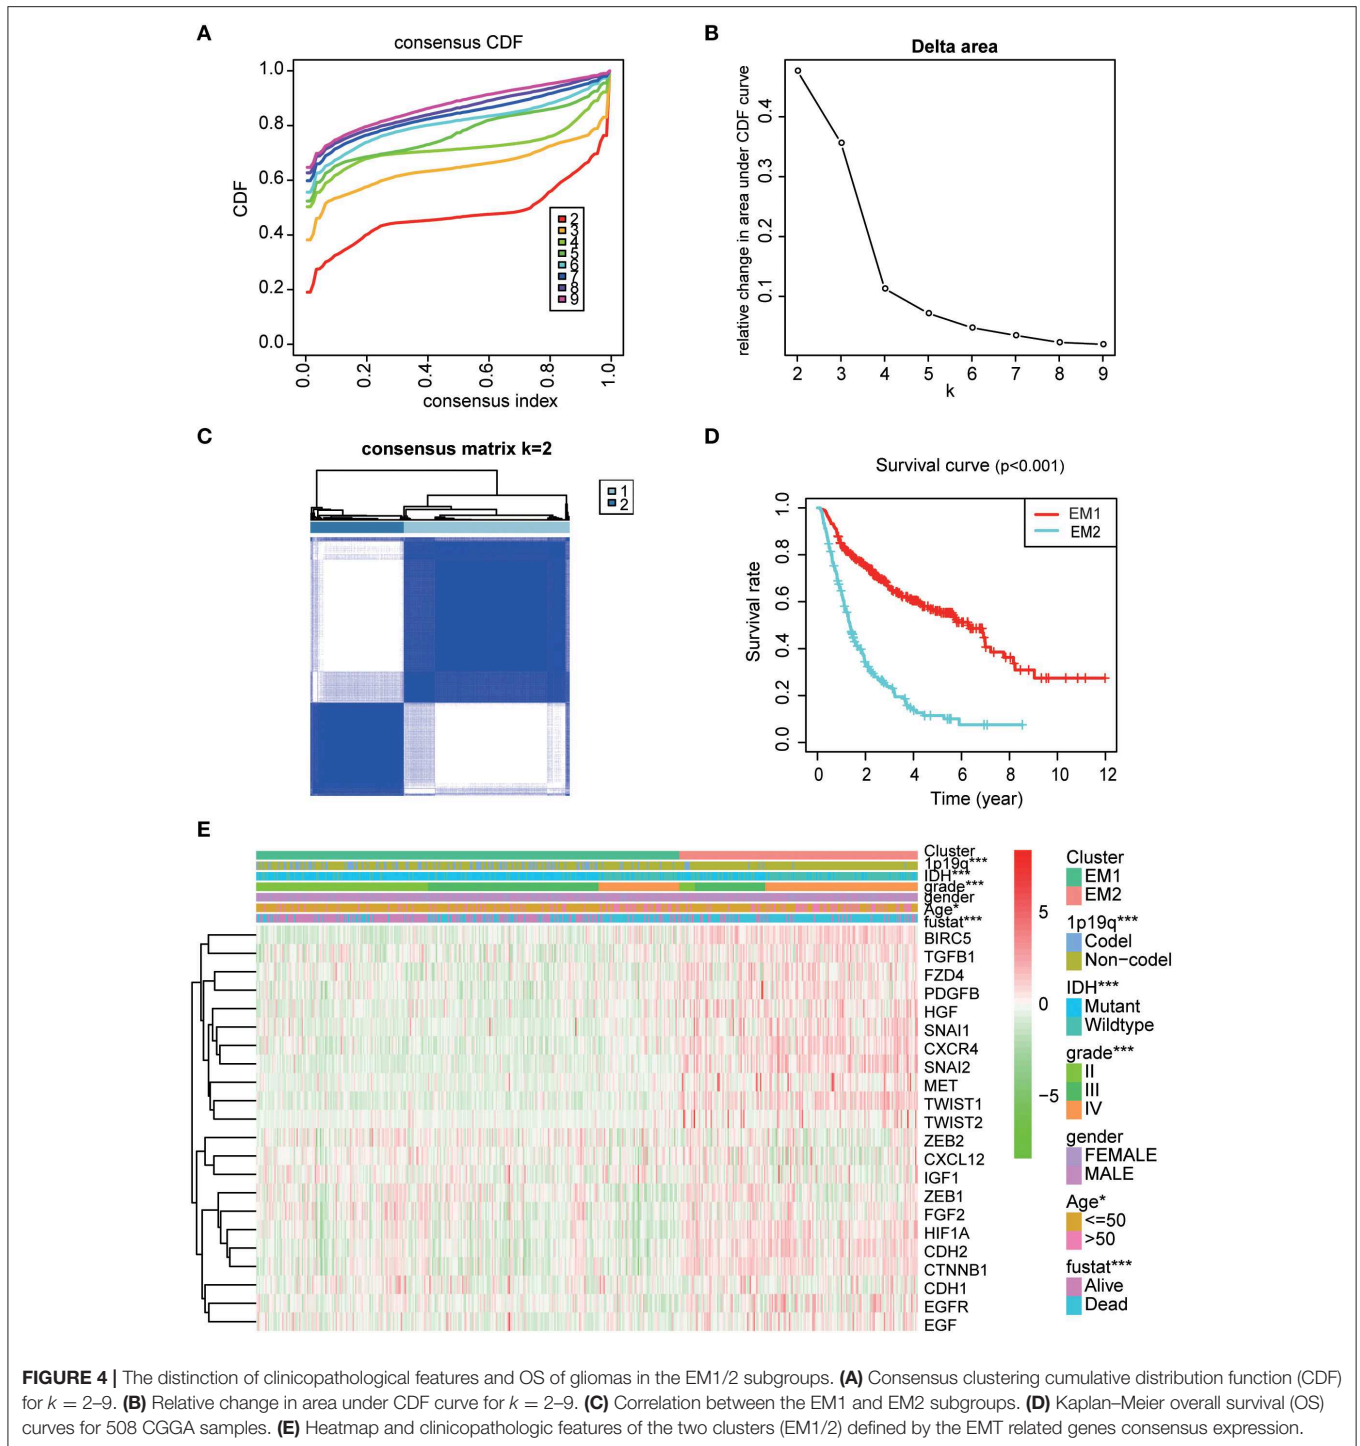 A
consensus CDF
CDF
1.0
0.8
0.6
0.4
0.2
0.0
0.0
0.2
0.4
0.6
0.8
1.0
consensus index
2
3
4
5
6
7
8
9
B
Delta area
relative change in area under CDF curve
0.4
0.3
0.2
0.1
2 3 4 5 6 7 8 9
k
C
consensus matrix k=2
1
2
D
Survival curve (p<0.001)
EM1
EM2
Survival rate
1.0
0.8
0.6
0.4
0.2
0.0
0 2 4 6 8 10 12
Time (year)
E
Cluster
1p19q***
IDH***
grade***
gender
Age*
fustat***
BIRC5
TGFB1
FZD4
PDGFB
HGF
SNAI1
CXCR4
SNAI2
MET
TWIST1
TWIST2
ZEB2
CXCL12
IGF1
ZEB1
FGF2
HIF1A
CDH2
CTNNB1
CDH1
EGFR
EGF
5
0
−5
Cluster
EM1
EM2
1p19q***
Codel
Non−codel
IDH***
Mutant
Wildtype
grade***
II
III
IV
gender
FEMALE
MALE
Age*
<=50
>50
fustat***
Alive
Dead
FIGURE 4 | The distinction of clinicopathological features and OS of gliomas in the EM1/2 subgroups. (A) Consensus clustering cumulative distribution function (CDF)
for k = 2–9. (B) Relative change in area under CDF curve for k = 2–9. (C) Correlation between the EM1 and EM2 subgroups. (D) Kaplan–Meier overall survival (OS)
curves for 508 CGGA samples. (E) Heatmap and clinicopathologic features of the two clusters (EM1/2) defined by the EMT related genes consensus expression.